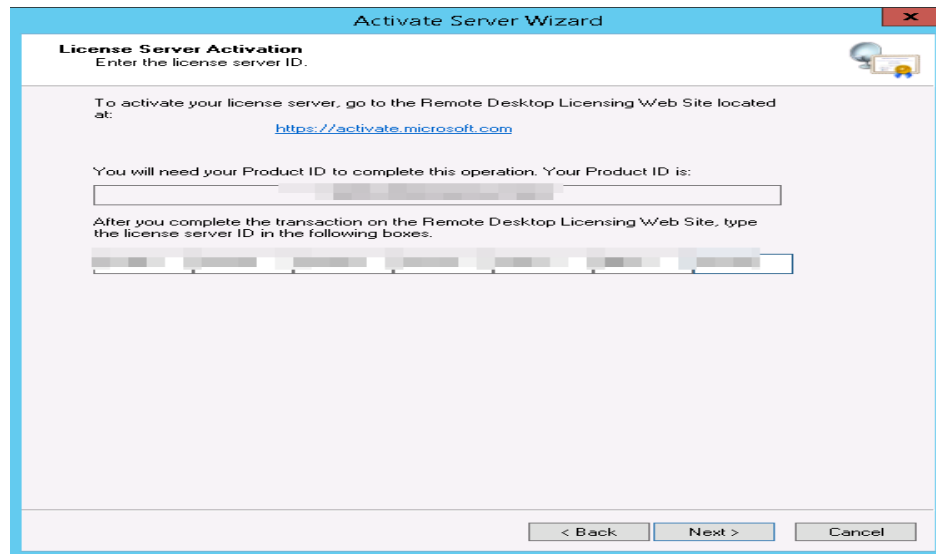 Activate Server Wizard
License Server Activation
Enter the license server ID.
To activate your license server, go to the Remote Desktop Licensing Web Site located
at:
https://activate.microsoft.com
You will need your Product ID to complete this operation. Your Product ID is:
After you complete the transaction on the Remote Desktop Licensing Web Site, type
the license server ID in the following boxes.
< Back
Next >
Cancel